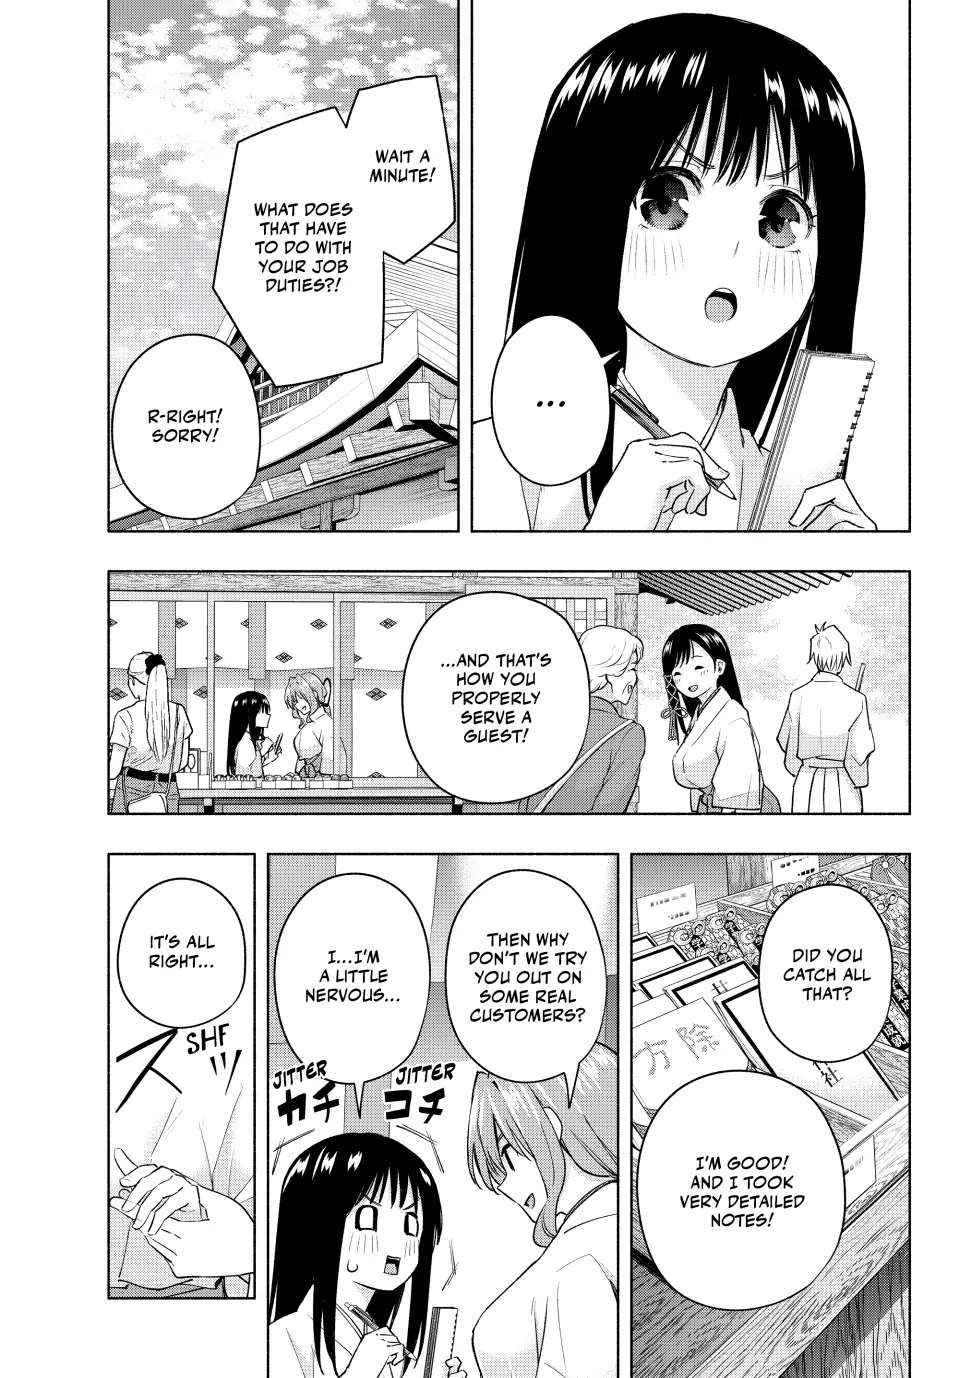 ...
WAIT A
MINUTE!
WHAT DOES
THAT HAVE
TO DO WITH
YOUR JOB
DUTIES?!
R-RIGHT!
SORRY!
...AND THAT'S
HOW YOU
PROPERLY
SERVE A
GUEST!
DID YOU
CATCH ALL
THAT?
方除
社
I'M GOOD!
AND I TOOK
VERY DETAILED
NOTES!
THEN WHY
DON'T WE TRY
YOU OUT ON
SOME REAL
CUSTOMERS?
I...I'M
A LITTLE
NERVOUS...
JITTER
コチ
JITTER
カチ
IT'S ALL
RIGHT...
SHF
スッ